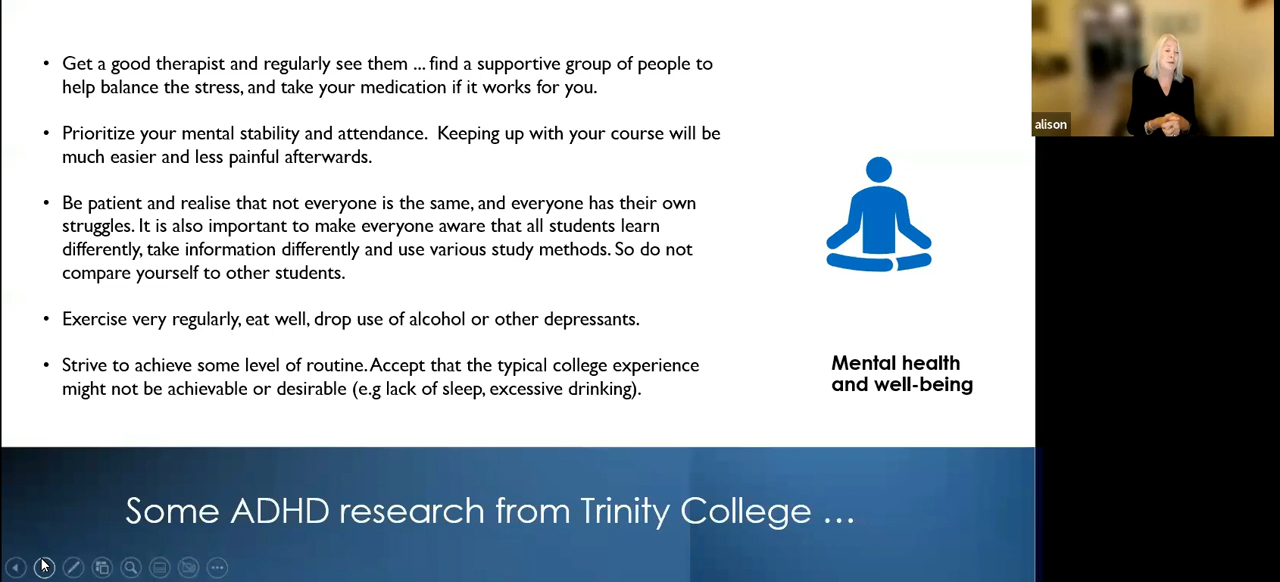 • Get a good therapist and regularly see them ... find a supportive group of people to
help balance the stress, and take your medication if it works for you.
• Prioritize your mental stability and attendance.  Keeping up with your course will be
much easier and less painful afterwards.
• Be patient and realise that not everyone is the same, and everyone has their own
struggles. It is also important to make everyone aware that all students learn
differently, take information differently and use various study methods. So do not
compare yourself to other students.
• Exercise very regularly, eat well, drop use of alcohol or other depressants.
• Strive to achieve some level of routine. Accept that the typical college experience
might not be achievable or desirable (e.g lack of sleep, excessive drinking).
Mental health
and well-being
alison
Some ADHD research from Trinity College ...